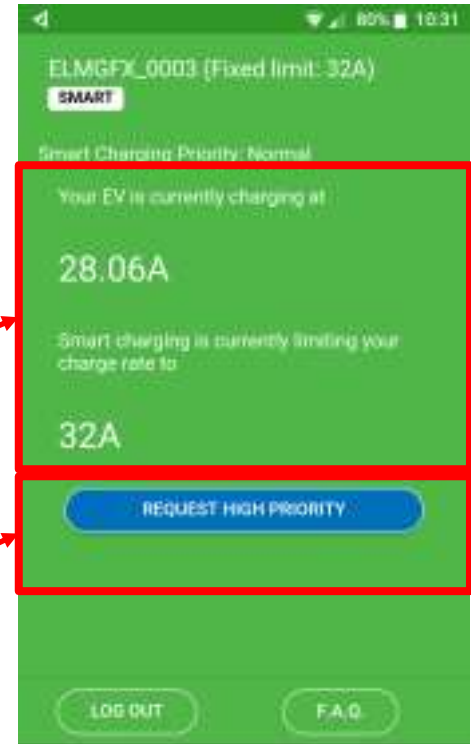 80% 10:31
ELMGFX_0003 (Fixed limit: 32A)
SMART
Smart Charging Priority: Normal
Your EV is currently charging at
28.06A
Smart charging is currently limiting your
charge rate to
32A
REQUEST HIGH PRIORITY
LOG OUT
F.A.Q.